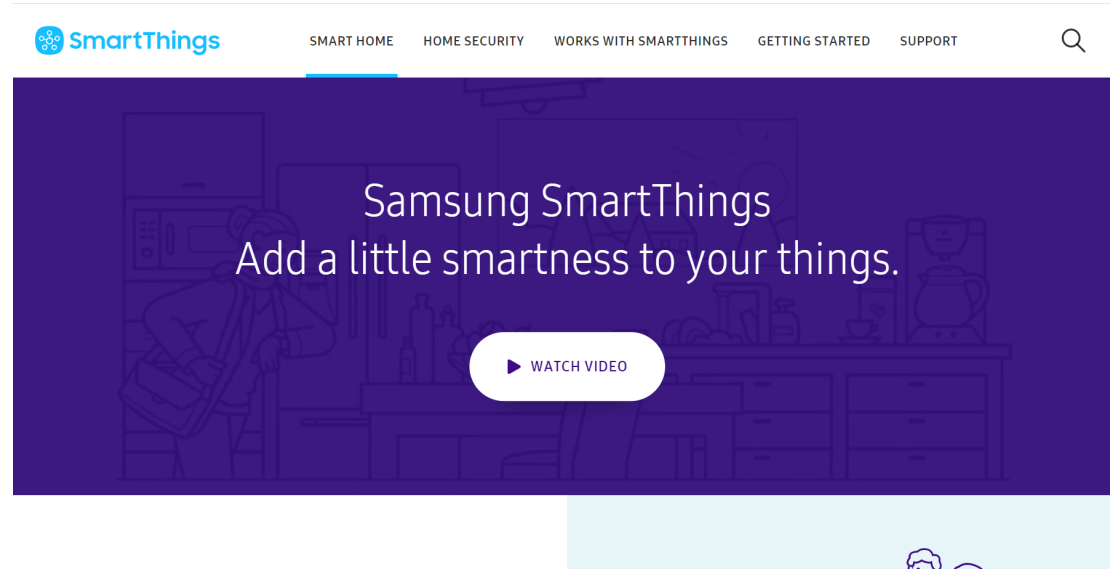 SmartThings
SMART HOME HOME SECURITY WORKS WITH SMARTTHINGS GETTING STARTED SUPPORT
Samsung SmartThings
Add a little smartness to your things.
WATCH VIDEO